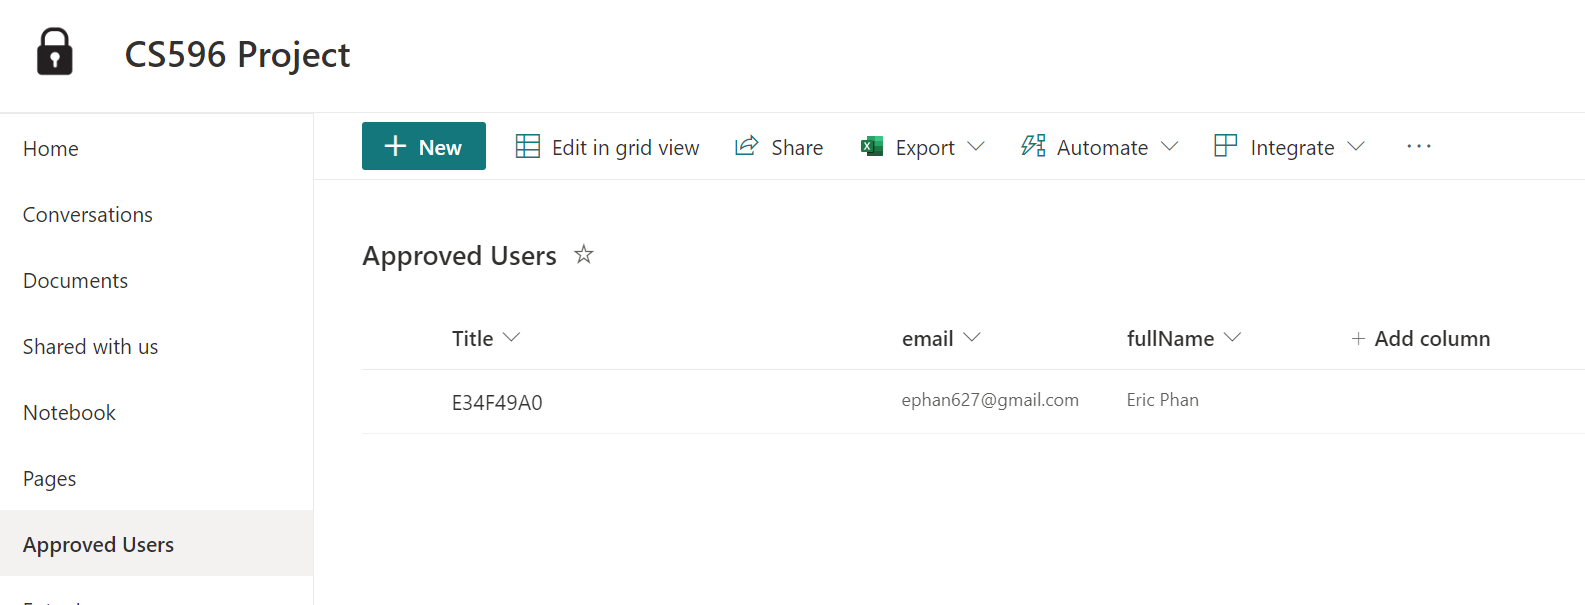 CS596 Project
Home
Conversations
Documents
Shared with us
Notebook
Pages
Approved Users
New Edit in grid view Share Export Automate Integrate ...
Approved Users
Title email fullName + Add column
E34F49A0 ephan627@gmail.com Eric Phan